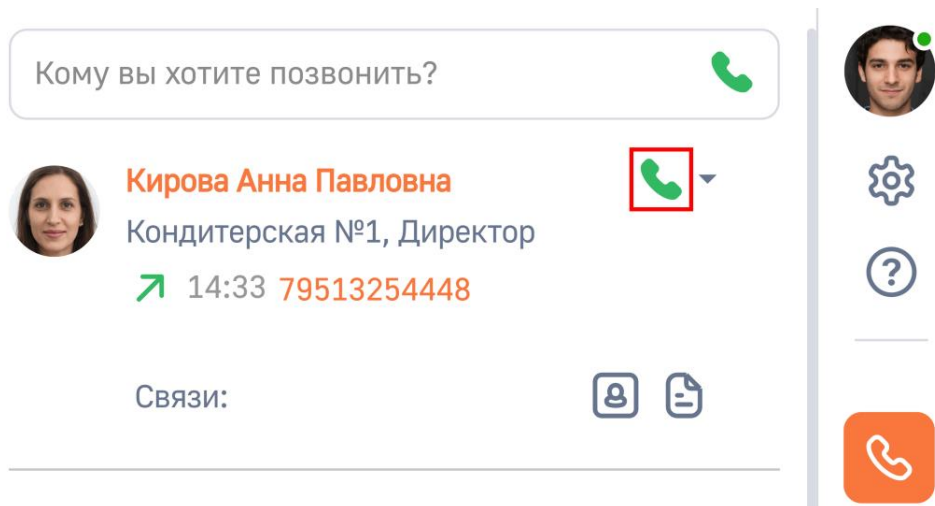 Кому вы хотите позвонить?
Кирова Анна Павловна
Кондитерская №1, Директор
14:33 79513254448
Связи: